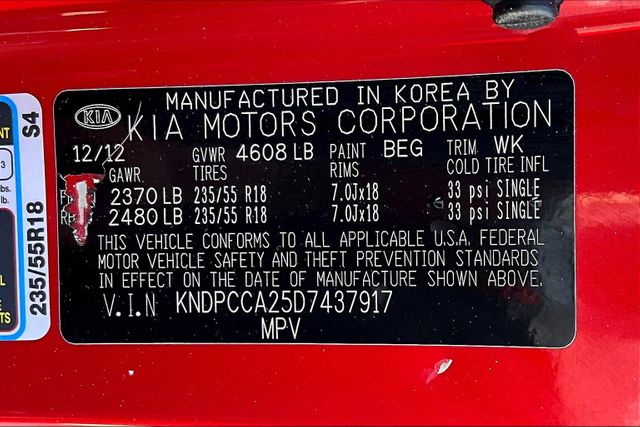 MANUFACTURED IN KOREA BY
KIA KIA MOTORS CORPORATION
12/12 GVWR 4608 LB PAINT BEG TRIM WK
GAWR. TIRES RIMS COLD TIRE INFL
2370 LB 235/55 R18 7.0Jx18 33 psi SINGLE
2480 LB 235/55 R18 7.0Jx18 33 psi SINGLE
THIS VEHICLE CONFORMS TO ALL APPLICABLE U.S.A. FEDERAL
MOTOR VEHICLE SAFETY AND THEFT PREVENTION STANDARDS
IN EFFECT ON THE DATE OF MANUFACTURE SHOWN ABOVE.
V.I.N KNDPCCA25D7437917
MPV
235/55R18 S4